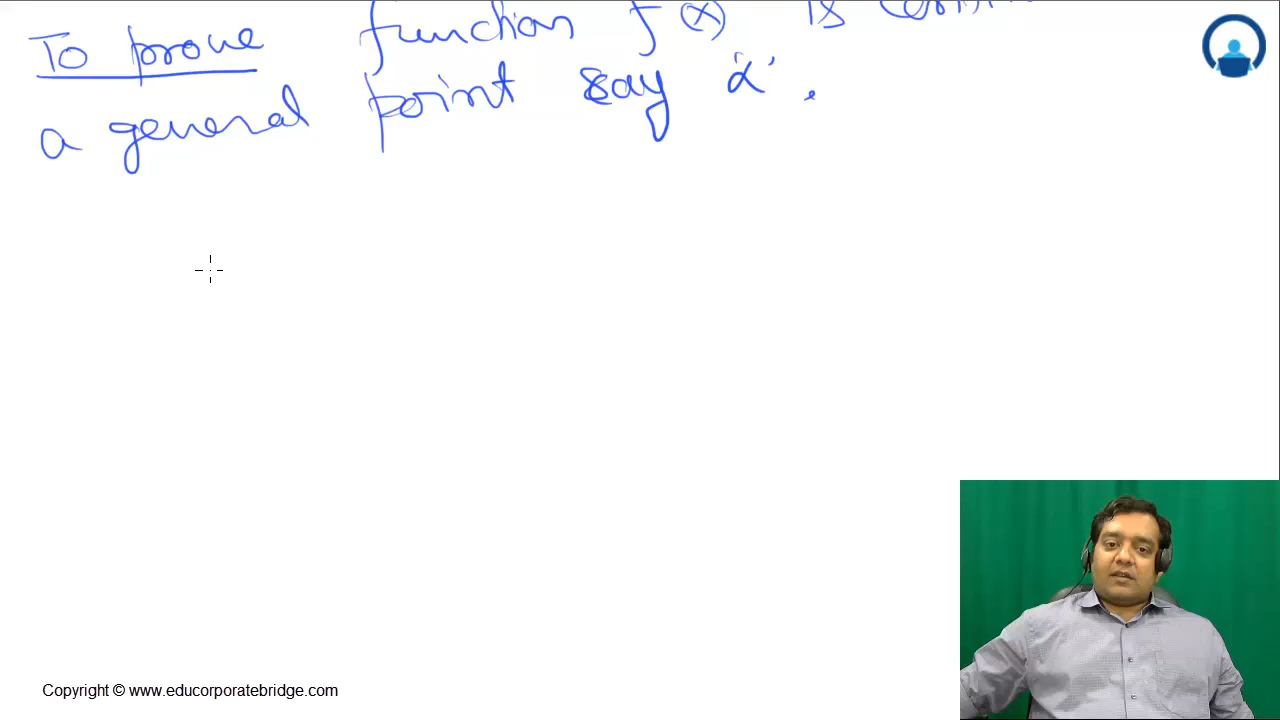 To prove function f(x) is
a general point say 'α'.
Copyright © www.educorporatebridge.com